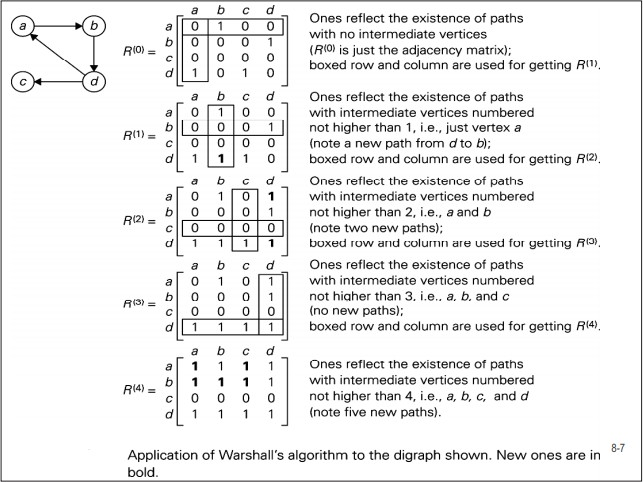 a b
c d
a b c d
a 0 1 0 0
b 0 0 0 1
c 0 0 0 0
d 1 0 1 0
R(0) =
Ones reflect the existence of paths
with no intermediate vertices
(R(0) is just the adjacency matrix);
boxed row and column are used for getting R(1).
a b c d
a 0 1 0 0
b 0 0 0 1
c 0 0 0 0
d 1 1 1 0
R(1) =
Ones reflect the existence of paths
with intermediate vertices numbered
not higher than 1, i.e., just vertex a
(note a new path from d to b);
boxed row and column are used for getting R(2).
a b c d
a 0 1 0 1
b 0 0 0 1
c 0 0 0 0
d 1 1 1 1
R(2) =
Ones reflect the existence of paths
with intermediate vertices numbered
not higher than 2, i.e., a and b
(note two new paths);
boxed row and column are used for getting R(3).
a b c d
a 0 1 0 1
b 0 0 0 1
c 0 0 0 0
d 1 1 1 1
R(3) =
Ones reflect the existence of paths
with intermediate vertices numbered
not higher than 3, i.e., a, b, and c
(no new paths);
boxed row and column are used for getting R(4).
a b c d
a 1 1 1 1
b 1 1 1 1
c 0 0 0 0
d 1 1 1 1
R(4) =
Ones reflect the existence of paths
with intermediate vertices numbered
not higher than 4, i.e., a, b, c, and d
(note five new paths).
Application of Warshall's algorithm to the digraph shown. New ones are in
bold.
8-7